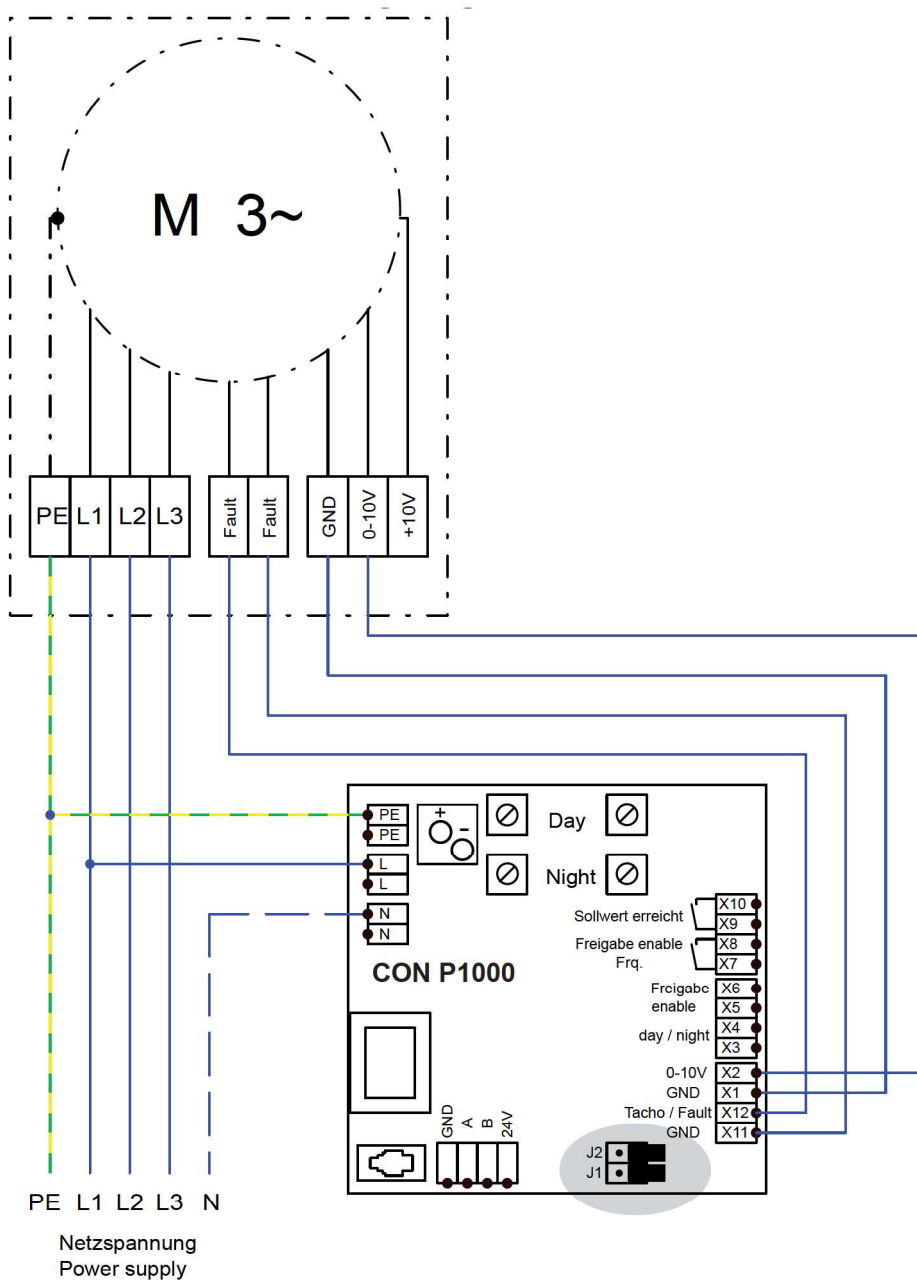 M 3~
PE L1 L2 L3 Fault Fault GND 0-10V +10V
PE
PE
L
L
N
N
+ -
Day
Night
CON P1000
Sollwert erreicht
X10
X9
Freigabe enable
Frq.
X8
X7
Freigabe
enable
X6
X5
day / night
X4
X3
0-10V X2
GND X1
Tacho / Fault X12
GND X11
GND A B 24V
J2
J1
PE L1 L2 L3 N
Netzspannung
Power supply